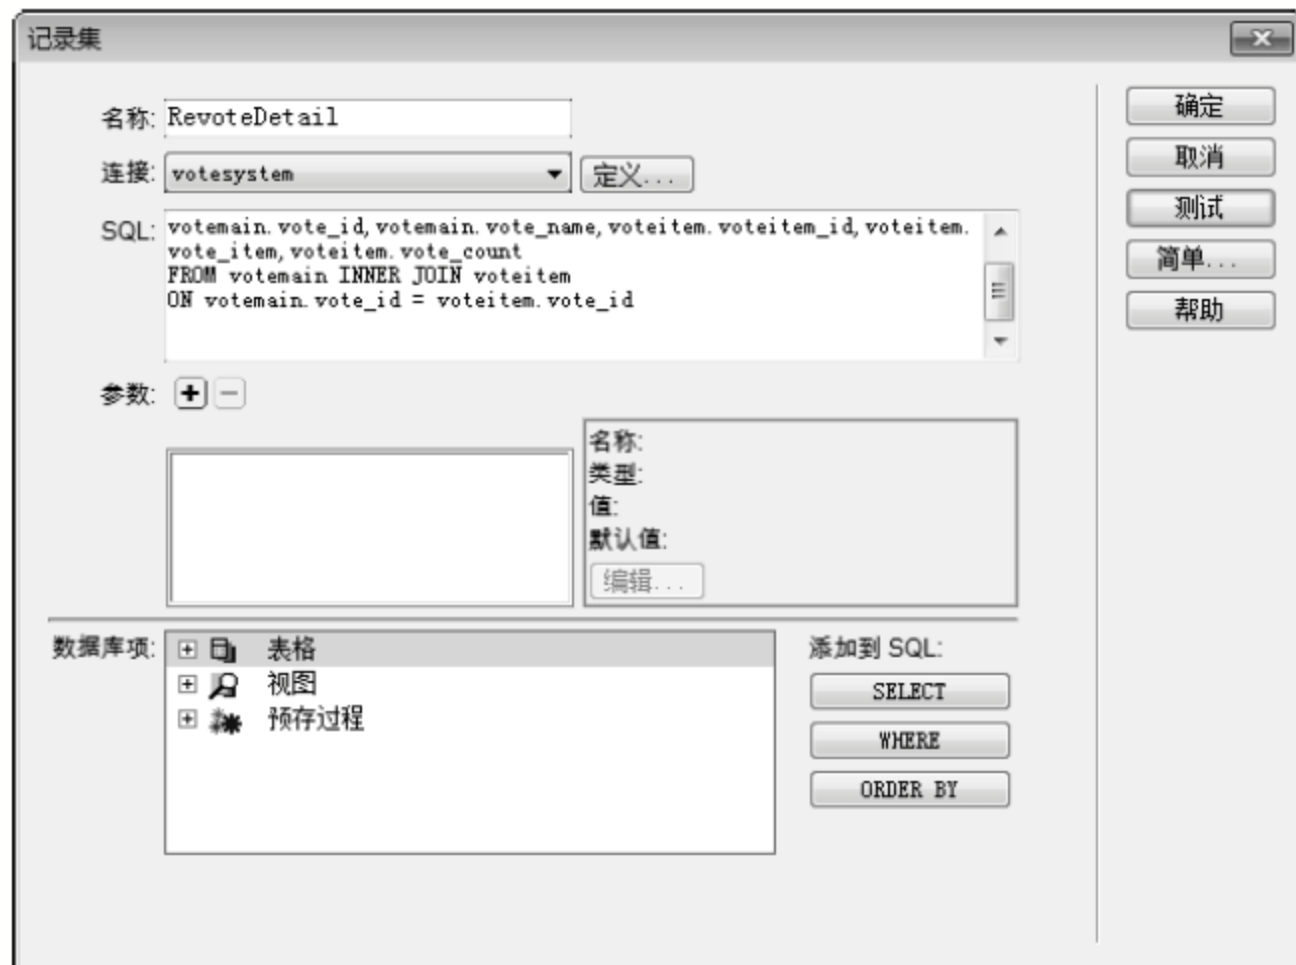 记录集
名称: RevoteDetail
连接: votesystem 定义...
SQL: votemain.vote_id,votemain.vote_name,voteitem.voteitem_id,voteitem.
vote_item,voteitem.vote_count
FROM votemain INNER JOIN voteitem
ON votemain.vote_id = voteitem.vote_id
参数:
名称:
类型:
值:
默认值:
编辑...
数据库项: 表格
视图
预存过程
添加到 SQL:
SELECT
WHERE
ORDER BY
确定
取消
测试
简单...
帮助